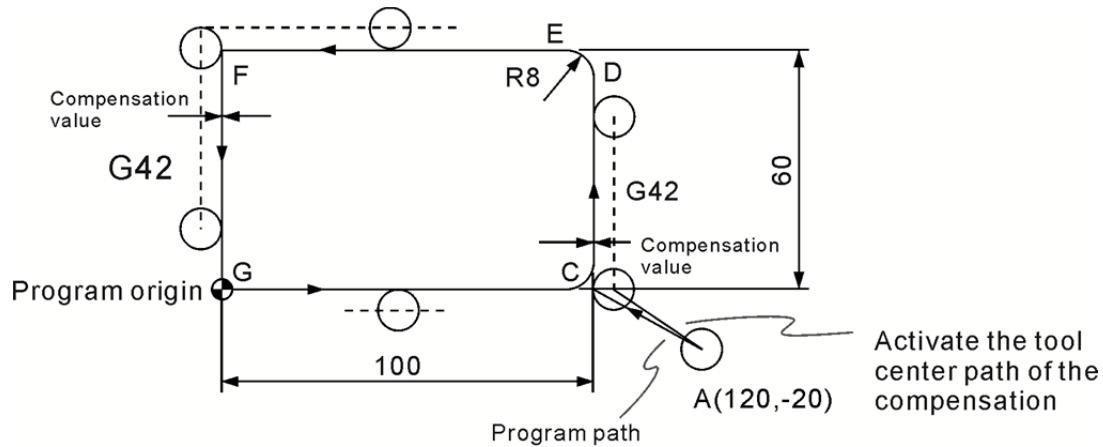 E
F
R8
D
Compensation
value
G42
60
G42
Compensation
value
G
C
Program origin
100
A(120,-20)
Activate the tool
center path of the
compensation
Program path